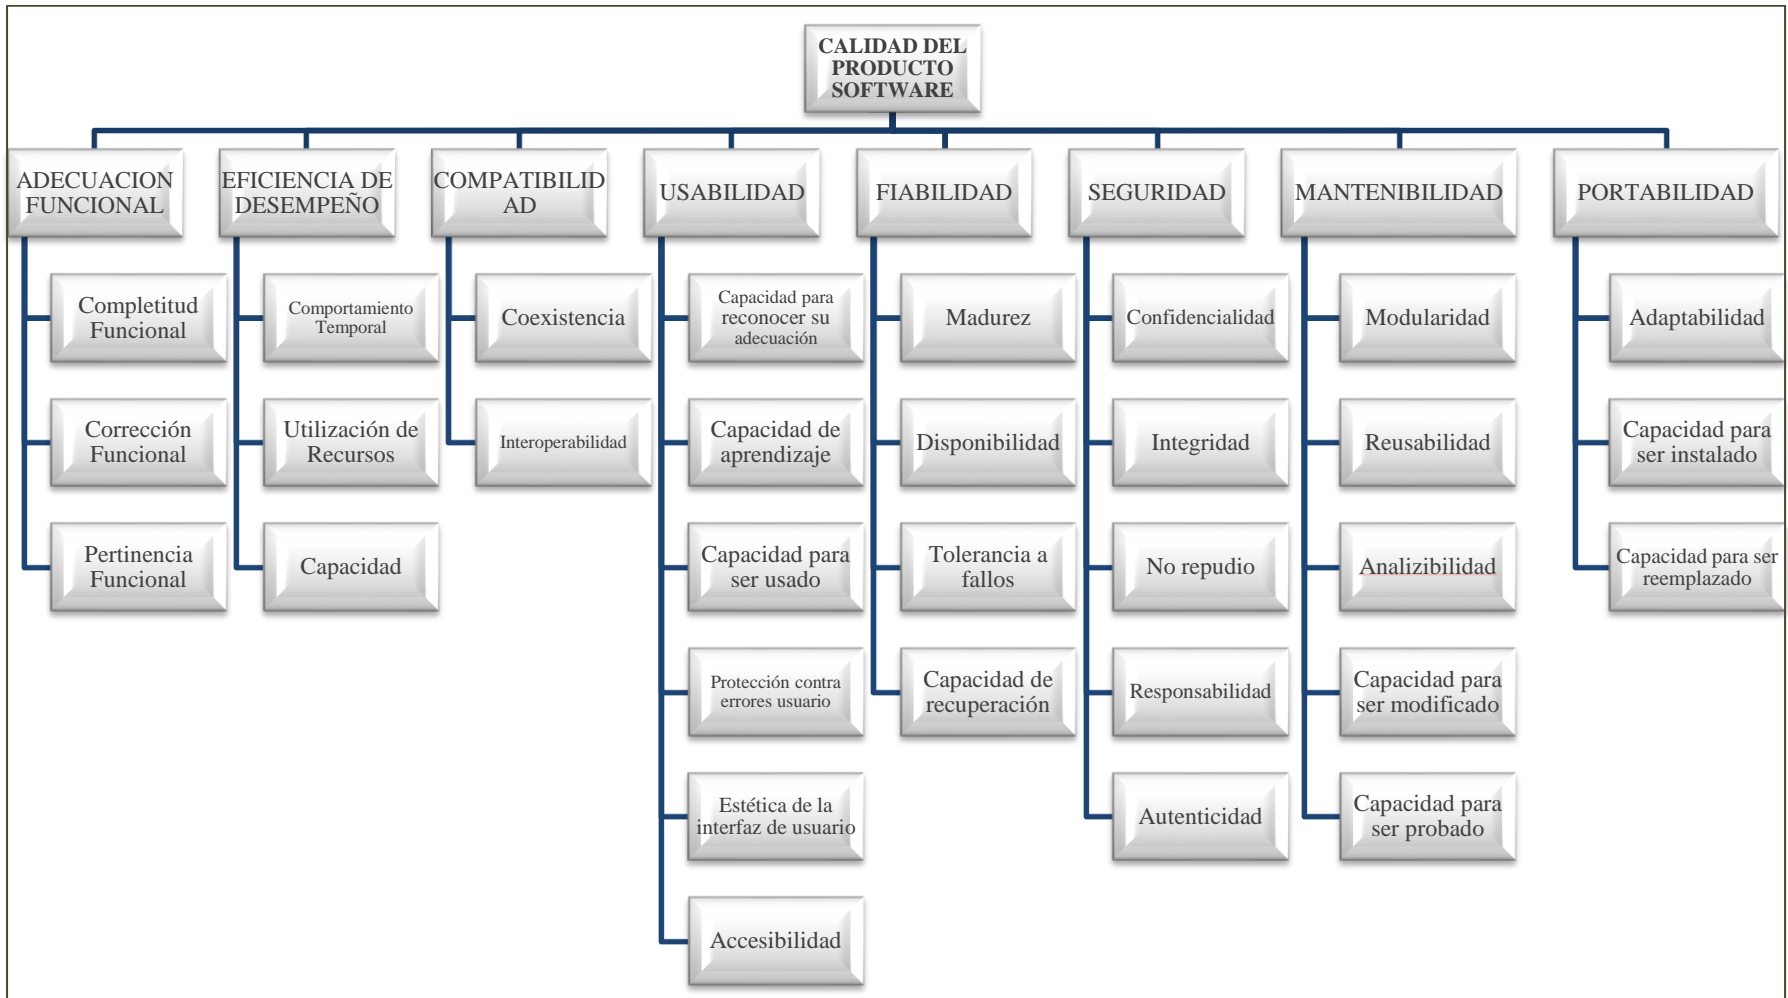 CALIDAD DEL
PRODUCTO
SOFTWARE
ADECUACION
FUNCIONAL
EFICIENCIA DE
DESEMPEÑO
COMPATIBILID
AD
USABILIDAD
FIABILIDAD
SEGURIDAD
MANTENIBILIDAD
PORTABILIDAD
Completitud
Funcional
Corrección
Funcional
Pertinencia
Funcional
Comportamiento
Temporal
Utilización de
Recursos
Capacidad
Coexistencia
Interoperabilidad
Capacidad para
reconocer su
adecuación
Capacidad de
aprendizaje
Capacidad para
ser usado
Protección contra
errores usuario
Estética de la
interfaz de usuario
Accesibilidad
Madurez
Disponibilidad
Tolerancia a
fallos
Capacidad de
recuperación
Confidencialidad
Integridad
No repudio
Responsabilidad
Autenticidad
Modularidad
Reusabilidad
Analizibilidad
Capacidad para
ser modificado
Capacidad para
ser probado
Adaptabilidad
Capacidad para
ser instalado
Capacidad para ser
reemplazado